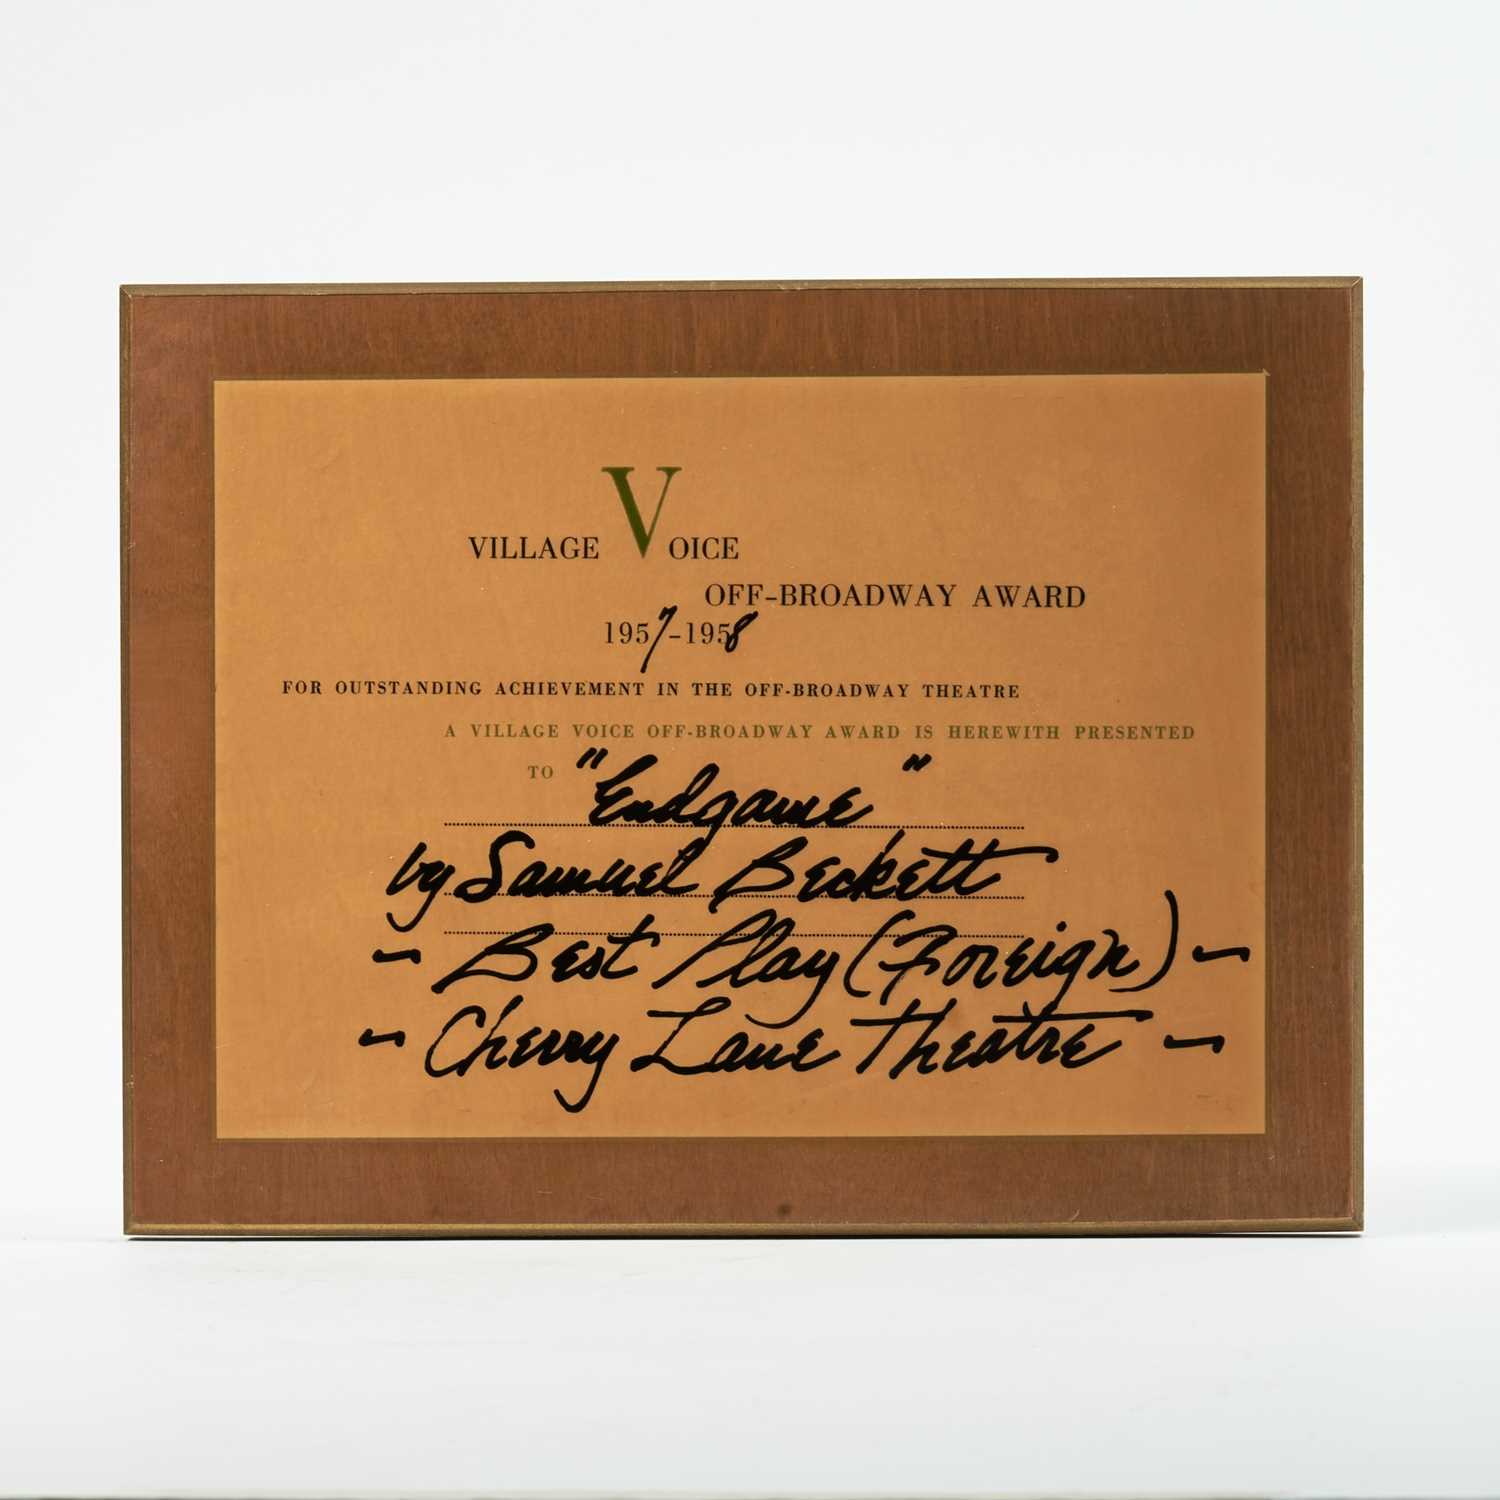 VILLAGE VOICE
OFF-BROADWAY AWARD
1957-1958
FOR OUTSTANDING ACHIEVEMENT IN THE OFF-BROADWAY THEATRE
A VILLAGE VOICE OFF-BROADWAY AWARD IS HEREWITH PRESENTED
TO "Endgame"
by Samuel Beckett
- Best Play (Foreign) -
- Cherry Lane Theatre -